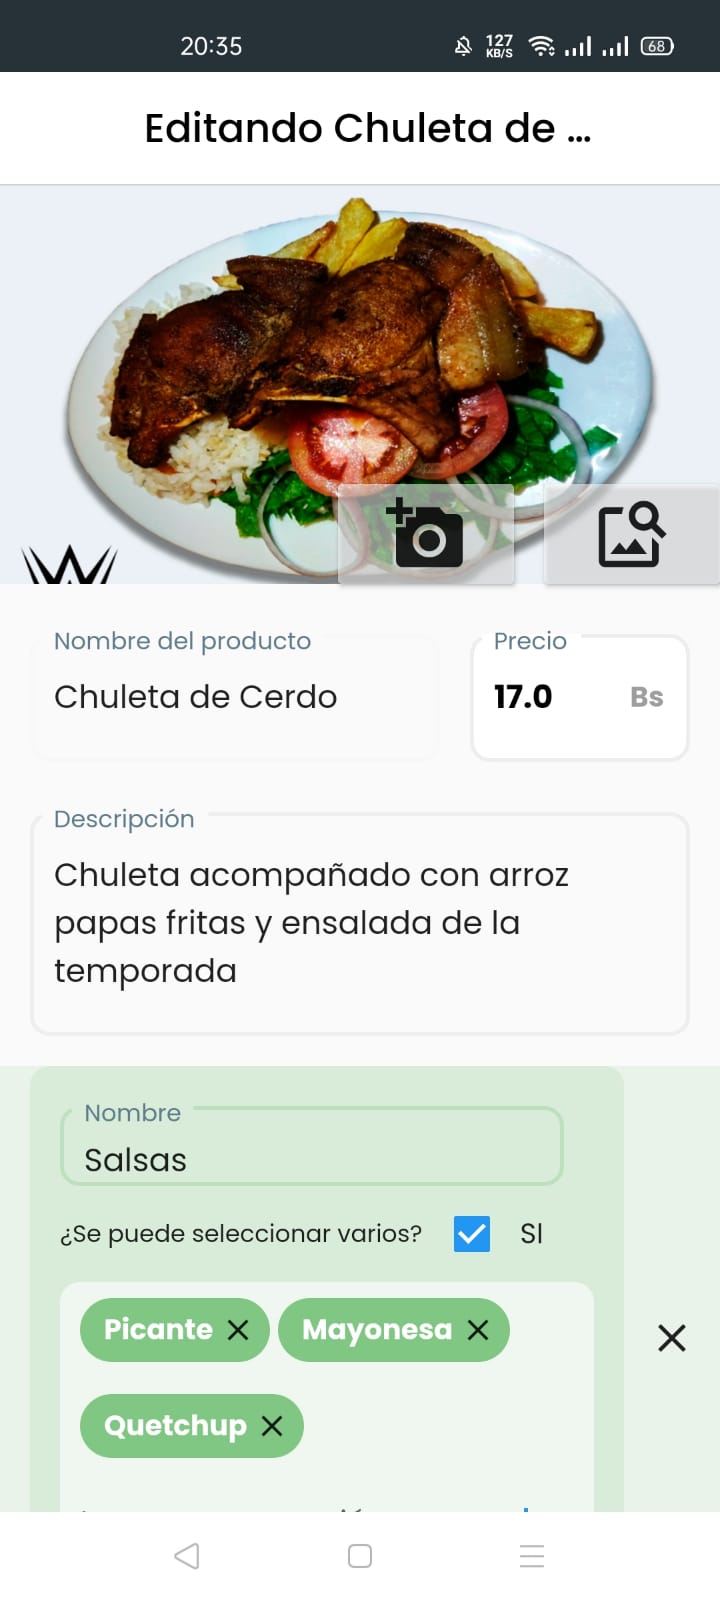 20:35
127
KB/S
68
Editando Chuleta de ...
Nombre del producto
Chuleta de Cerdo
Precio
17.0 Bs
Descripción
Chuleta acompañado con arroz
papas fritas y ensalada de la
temporada
Nombre
Salsas
¿Se puede seleccionar varios? SI
Picante
Mayonesa
Quetchup